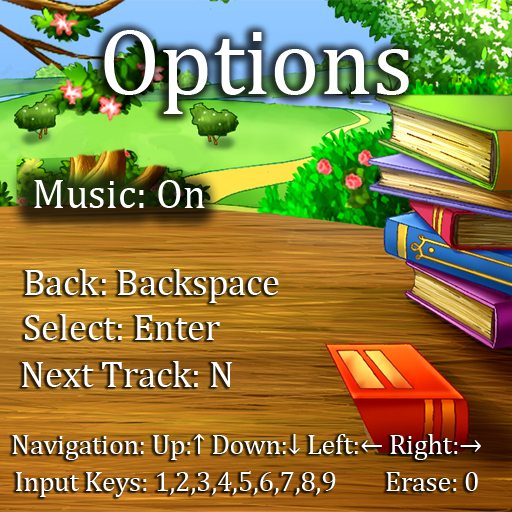 Options
Music: On
Back: Backspace
Select: Enter
Next Track: N
Navigation: Up:↑ Down:↓ Left:← Right:→
Input Keys: 1,2,3,4,5,6,7,8,9 Erase: 0